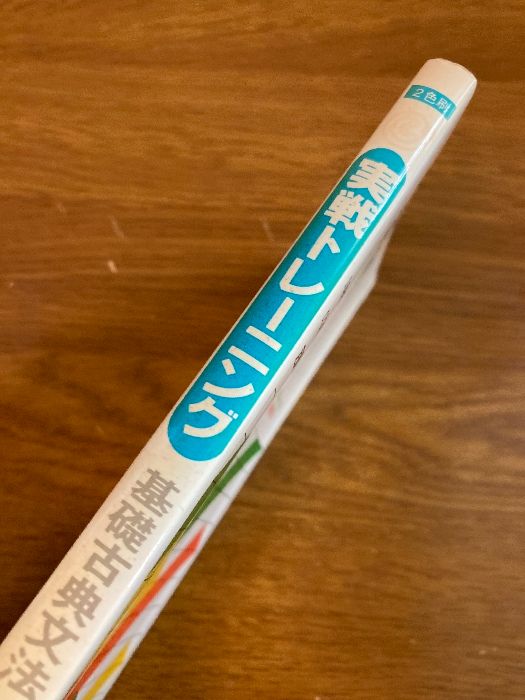 2色刷
実戦トレーニング
基礎古典文法